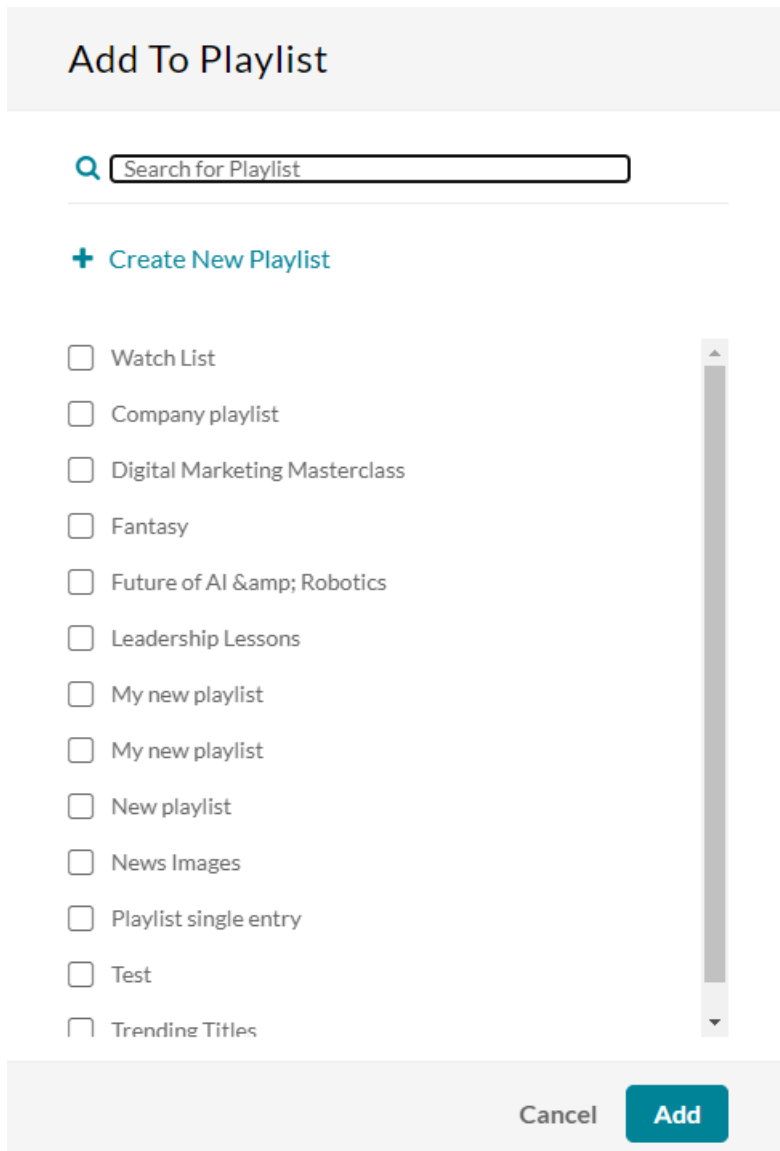 Add To Playlist
Search for Playlist
Create New Playlist
Watch List
Company playlist
Digital Marketing Masterclass
Fantasy
Future of AI &amp; Robotics
Leadership Lessons
My new playlist
My new playlist
New playlist
News Images
Playlist single entry
Test
Trending Titles
Cancel Add